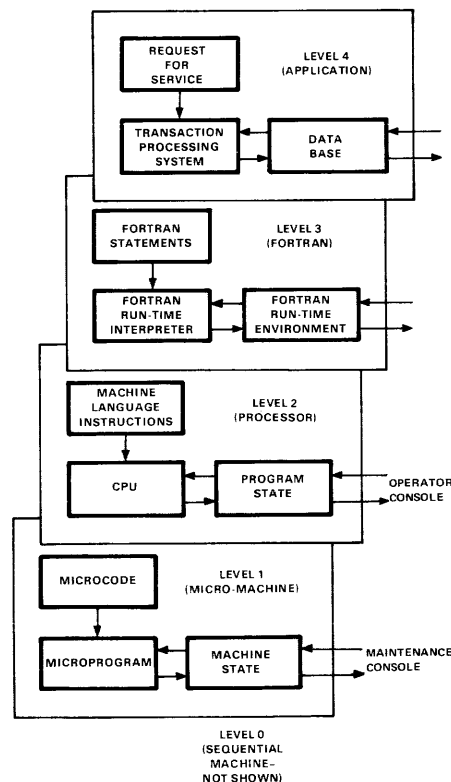 REQUEST
FOR
SERVICE
LEVEL 4
(APPLICATION)
TRANSACTION
PROCESSING
SYSTEM
DATA
BASE
FORTRAN
STATEMENTS
LEVEL 3
(FORTRAN)
FORTRAN
RUN-TIME
INTERPRETER
FORTRAN
RUN-TIME
ENVIRONMENT
MACHINE
LANGUAGE
INSTRUCTIONS
LEVEL 2
(PROCESSOR)
CPU
PROGRAM
STATE
OPERATOR
CONSOLE
MICROCODE
LEVEL 1
(MICRO-MACHINE)
MICROPROGRAM
MACHINE
STATE
MAINTENANCE
CONSOLE
LEVEL 0
(SEQUENTIAL
MACHINE–
NOT SHOWN)